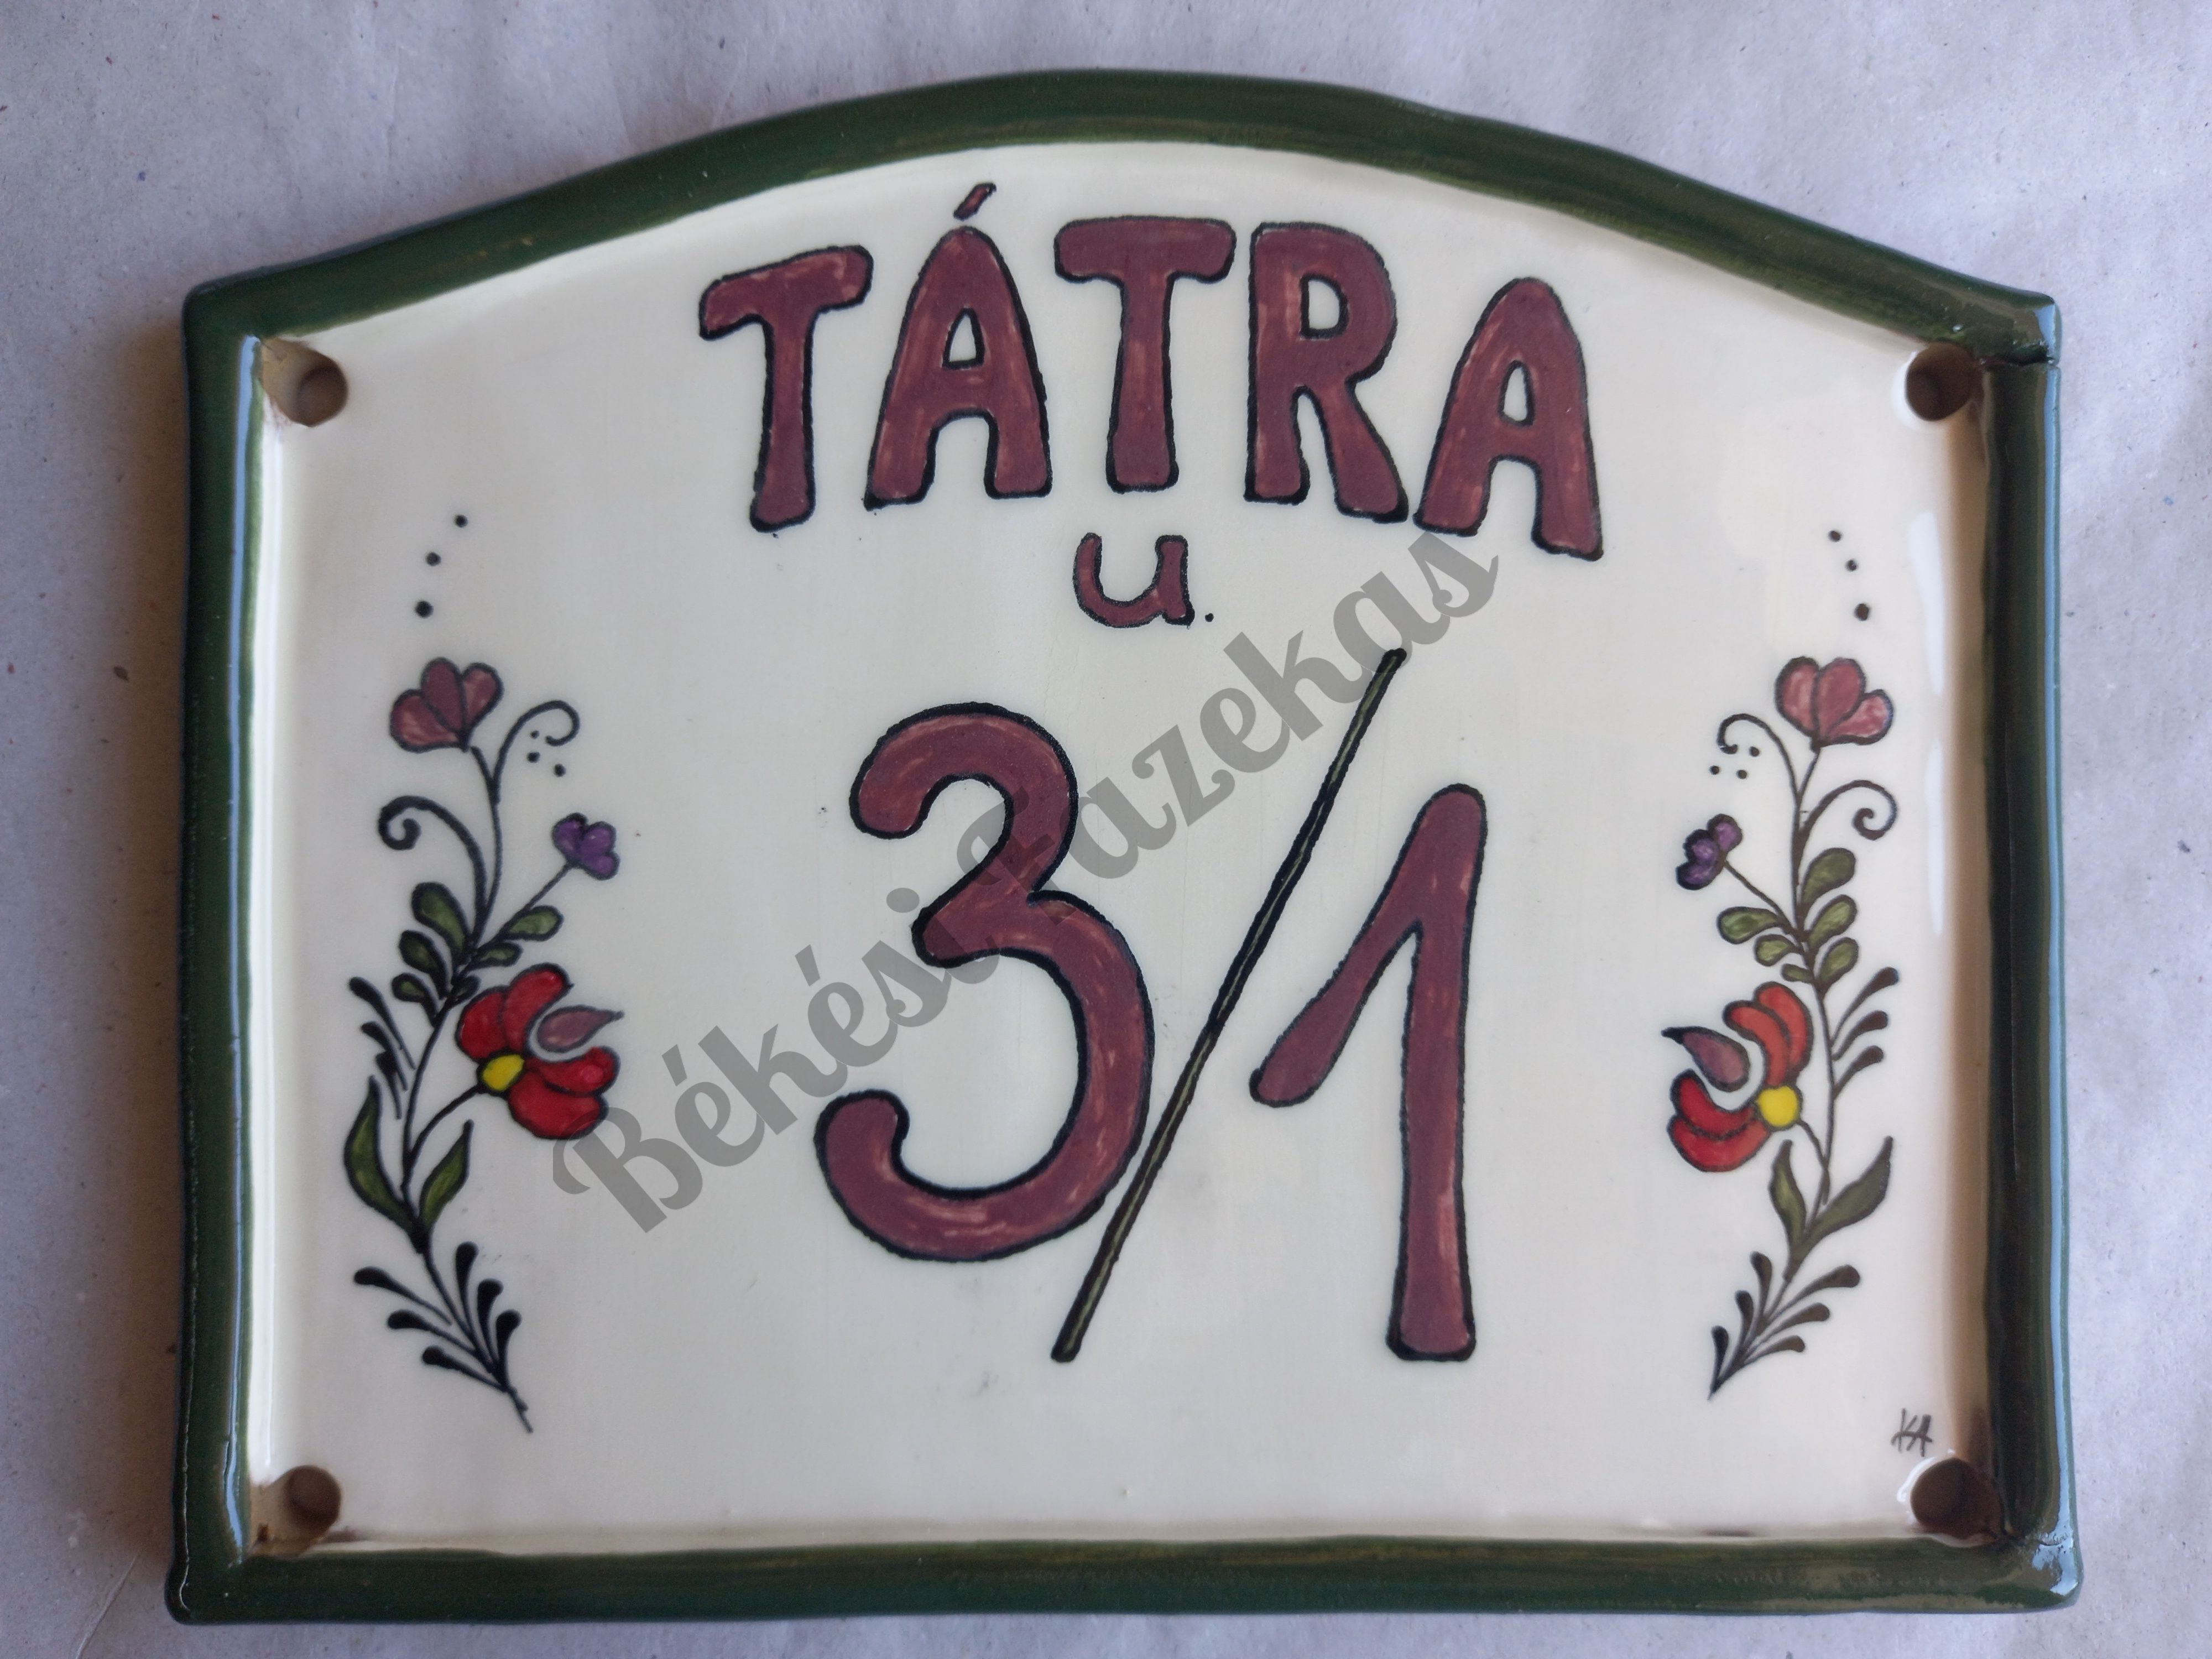 TÁTRA
u.
3/1
Békési Fazekas
KA